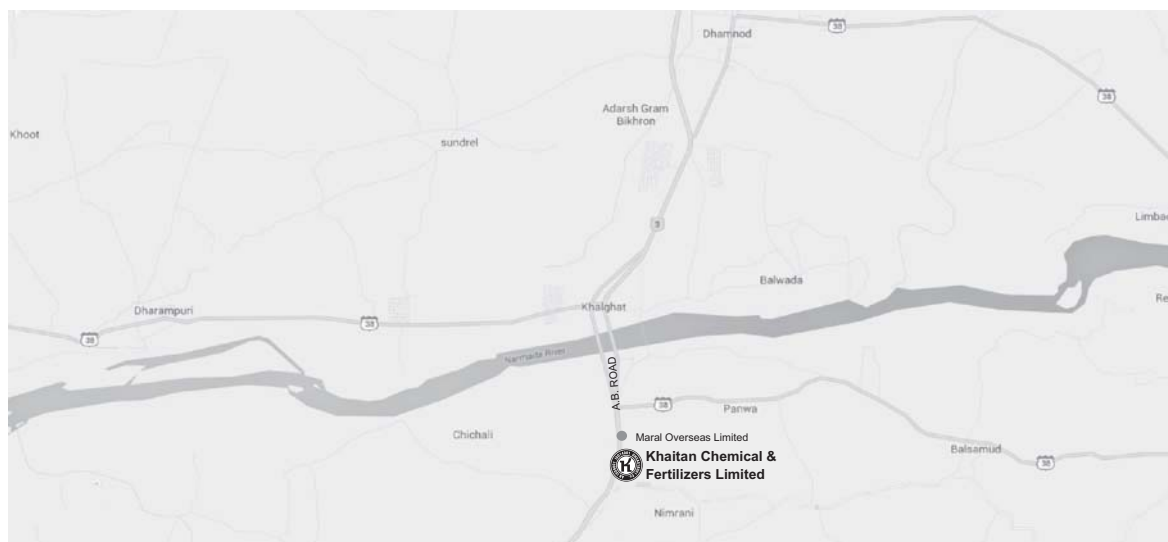 38
Dhamnod
38
Adarsh Gram
Bikhron
Khoot
sundrel
Limbad
3
Balwada
Re
Dharampuri
Khalghat
38
38
Narmada River
A.B. ROAD
38
Panwa
Chichali
Maral Overseas Limited
Balsamud
Khaitan Chemical &
Fertilizers Limited
38
Nimrani